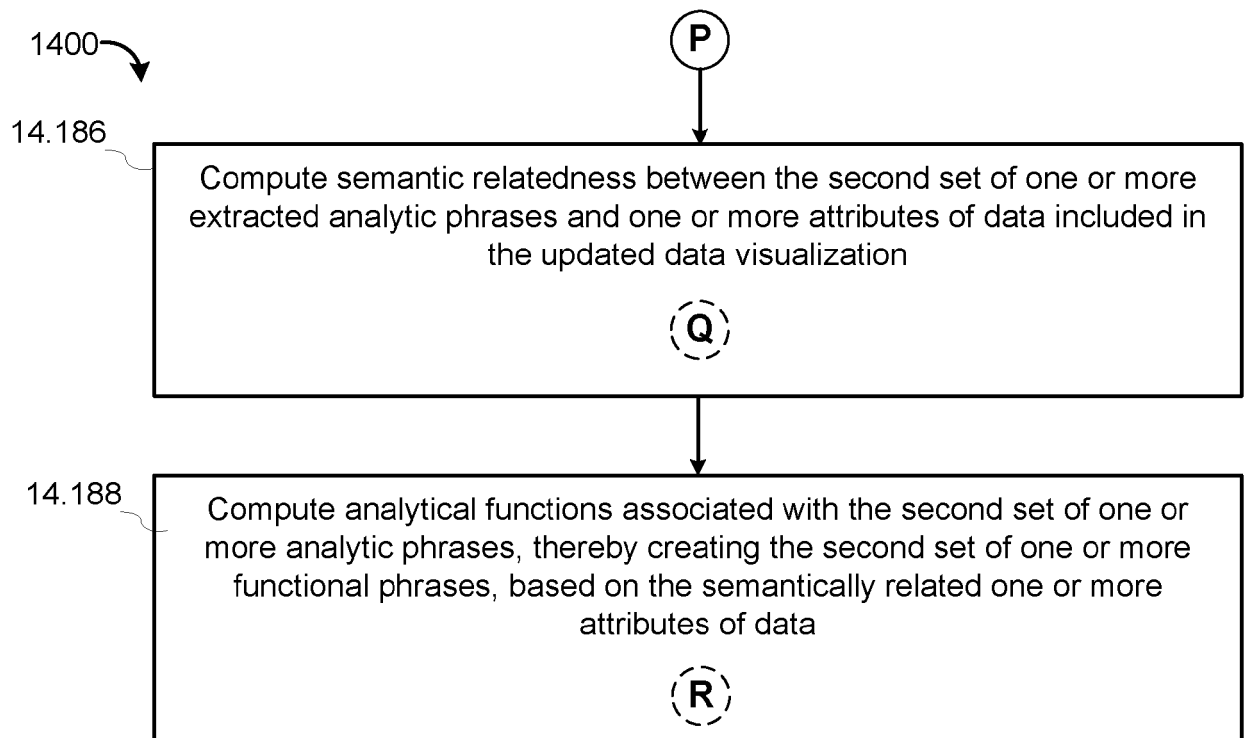 1400
P
14.186
Compute semantic relatedness between the second set of one or more
extracted analytic phrases and one or more attributes of data included in
the updated data visualization
Q
14.188
Compute analytical functions associated with the second set of one or
more analytic phrases, thereby creating the second set of one or more
functional phrases, based on the semantically related one or more
attributes of data
R